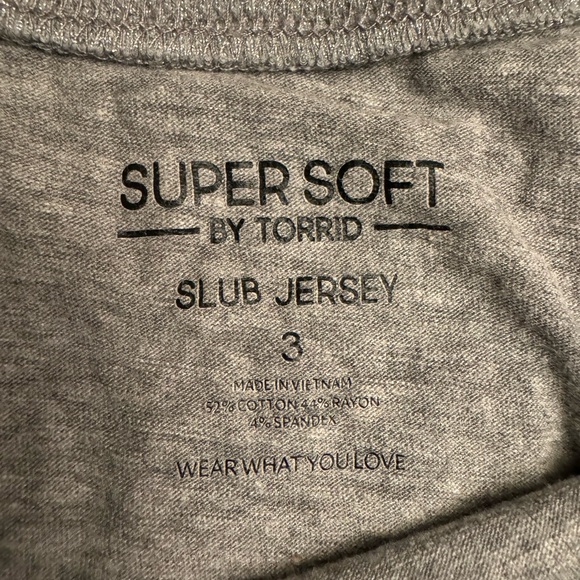 SUPER SOFT
BY TORRID
SLUB JERSEY
3
MADE IN VIETNAM
52% COTTON 44% RAYON
4% SPANDEX
WEAR WHAT YOU LOVE